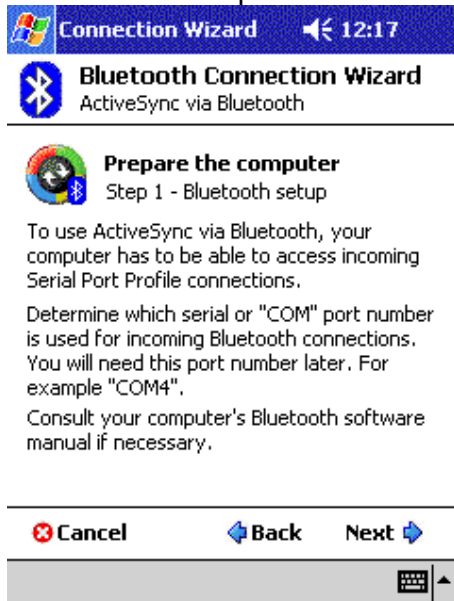 Connection Wizard 12:17
Bluetooth Connection Wizard
ActiveSync via Bluetooth
Prepare the computer
Step 1 - Bluetooth setup
To use ActiveSync via Bluetooth, your
computer has to be able to access incoming
Serial Port Profile connections.
Determine which serial or "COM" port number
is used for incoming Bluetooth connections.
You will need this port number later. For
example "COM4".
Consult your computer's Bluetooth software
manual if necessary.
Cancel Back Next